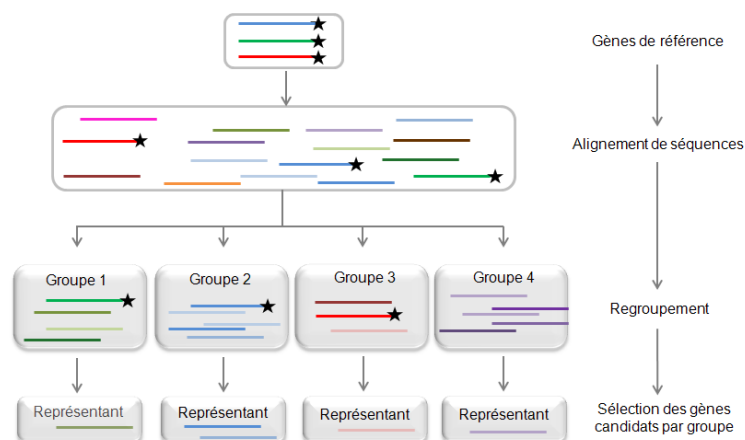 Gènes de référence
Alignement de séquences
Groupe 1
Groupe 2
Groupe 3
Groupe 4
Regroupement
Représentant
Représentant
Représentant
Représentant
Sélection des gènes
candidats par groupe